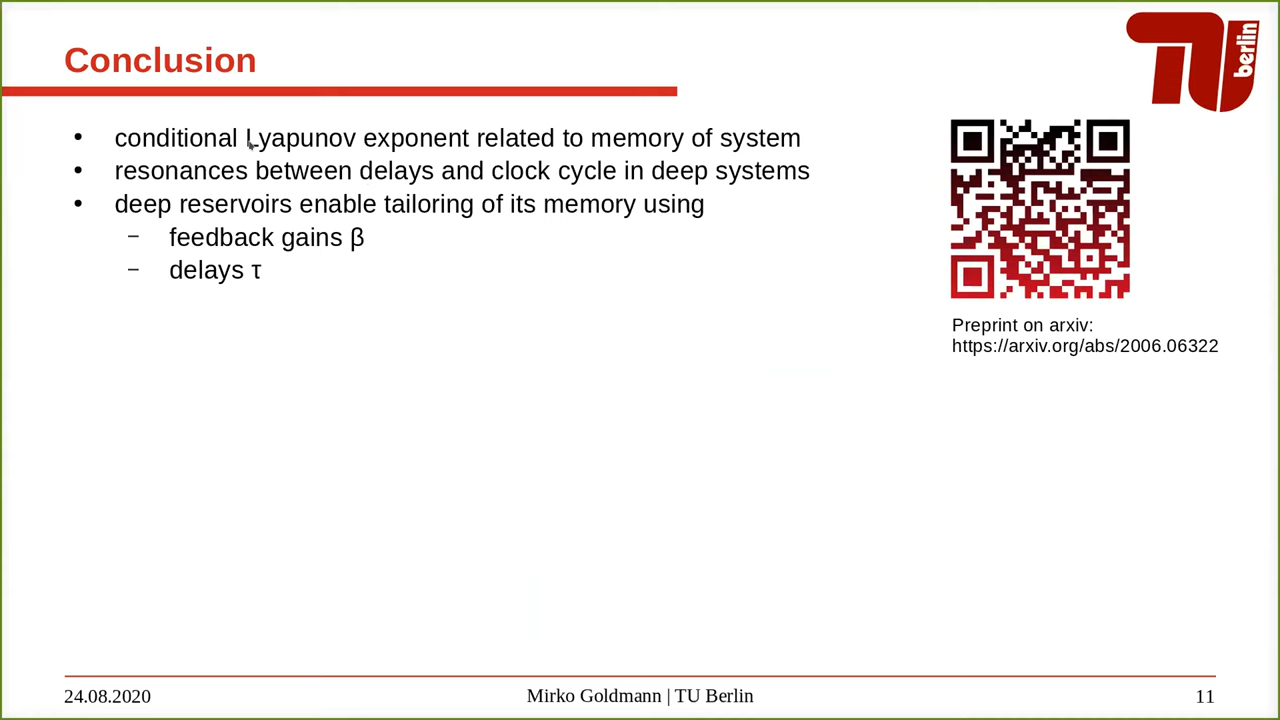 Conclusion
berlin
• conditional Lyapunov exponent related to memory of system
• resonances between delays and clock cycle in deep systems
• deep reservoirs enable tailoring of its memory using
– feedback gains β
– delays τ
Preprint on arxiv:
https://arxiv.org/abs/2006.06322
24.08.2020
Mirko Goldmann | TU Berlin
11